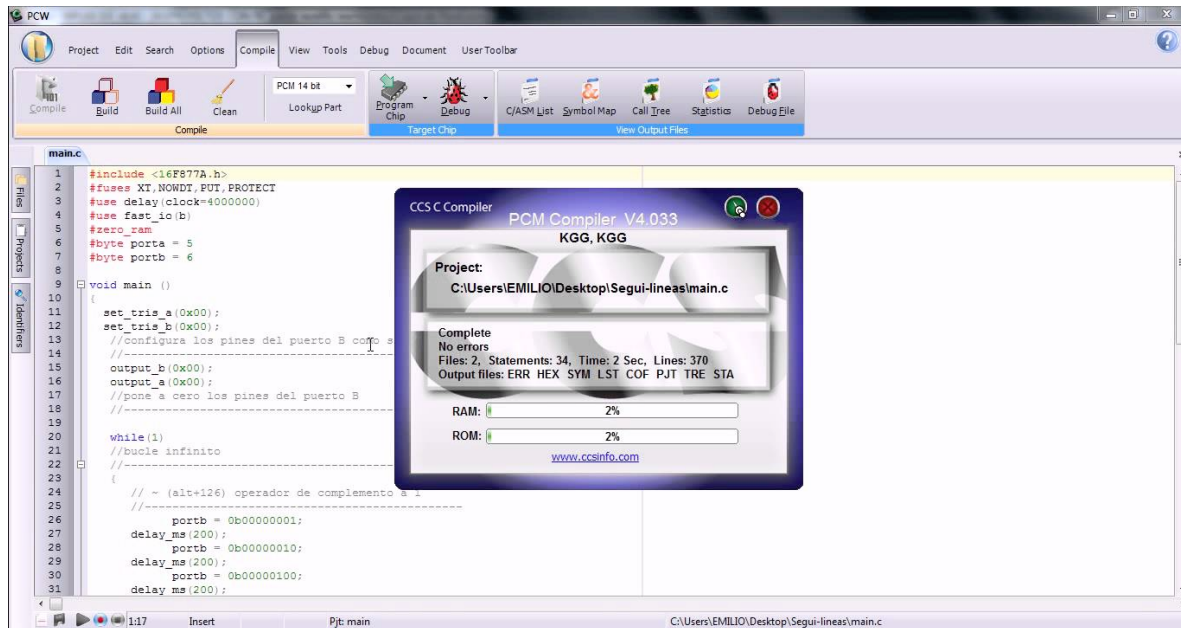 PCW
Project Edit Search Options Compile View Tools Debug Document User Toolbar
Compile Build Build All Clean
PCM 14 bit
Lookup Part
Program Chip Debug
C/ASM List Symbol Map Call Tree Statistics Debug File
Compile Target Chip View Output Files
main.c
Files
Projects
Identifiers
1 #include <16F877A.h>
2 #fuses XT,NOWDT,PUT,PROTECT
3 #use delay(clock=4000000)
4 #use fast_io(b)
5 #zero_ram
6 #byte porta = 5
7 #byte portb = 6
8
9 void main ()
10 {
11 set_tris_a(0x00);
12 set_tris_b(0x00);
13 //configura los pines del puerto B como s
14 //----------------------------------------
15 output_b(0x00);
16 output_a(0x00);
17 //pone a cero los pines del puerto B
18 //----------------------------------------
19
20 while(1)
21 //bucle infinito
22 //----------------------------------------
23 {
24 // ~ (alt+126) operador de complemento a 1
25 //-----------------------------------------------
26 portb = 0b00000001;
27 delay_ms(200);
28 portb = 0b00000010;
29 delay_ms(200);
30 portb = 0b00000100;
31 delay_ms(200);
CCS C Compiler
PCM Compiler V4.033
KGG, KGG
Project:
C:\Users\EMILIO\Desktop\Segui-lineas\main.c
Complete
No errors
Files: 2, Statements: 34, Time: 2 Sec, Lines: 370
Output files: ERR HEX SYM LST COF PJT TRE STA
RAM: 2%
ROM: 2%
www.ccsinfo.com
1:17 Insert Pjt: main C:\Users\EMILIO\Desktop\Segui-lineas\main.c